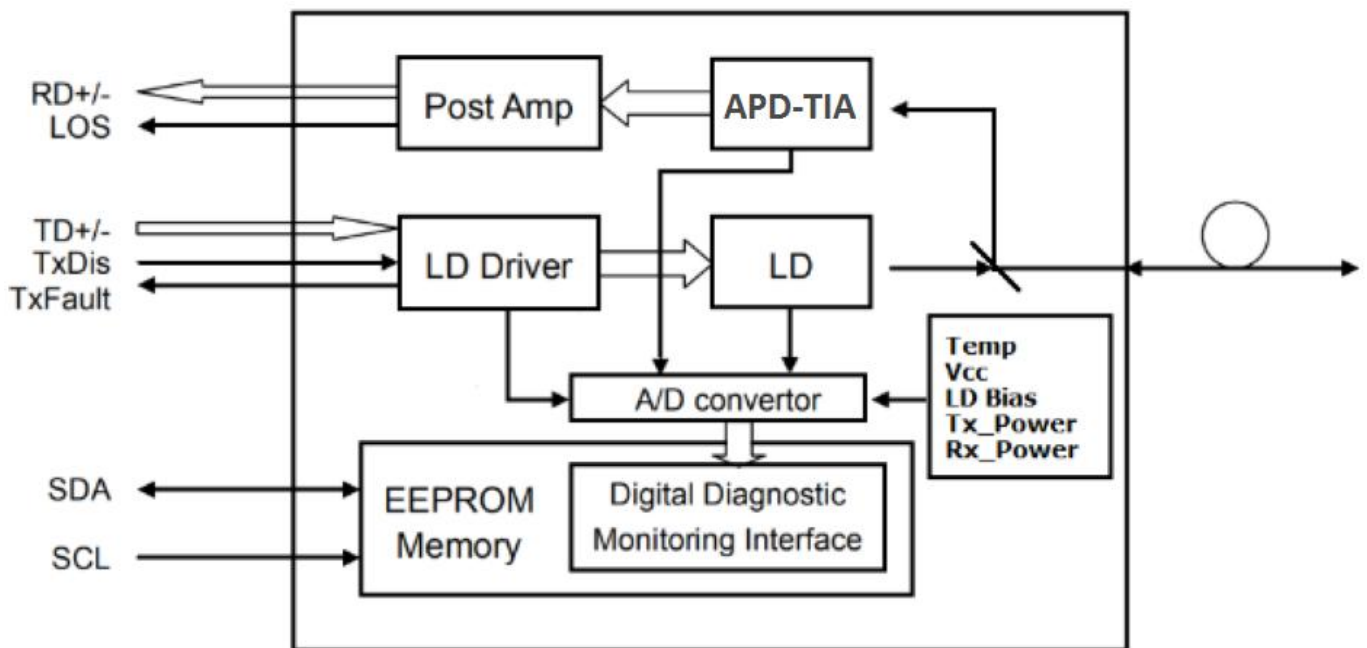 RD+/-
LOS
Post Amp
APD-TIA
TD+/-
TxDis
TxFault
LD Driver
LD
Temp
Vcc
LD Bias
Tx_Power
Rx_Power
A/D convertor
SDA
SCL
EEPROM
Memory
Digital Diagnostic
Monitoring Interface